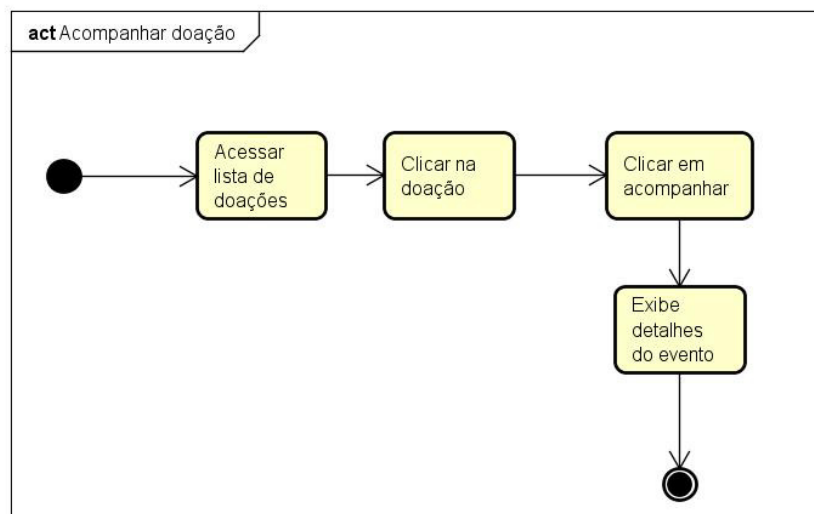 act Acompanhar doação
Acessar
lista de
doações
Clicar na
doação
Clicar em
acompanhar
Exibe
detalhes
do evento